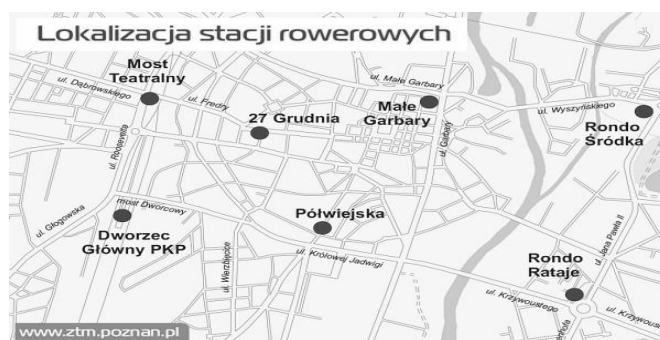 Lokalizacja stacji rowerowych
Most
Teatralny
ul. Dąbrowskiego
ul. Fredry
27 Grudnia
ul. Małe Garbary
Małe
Garbary
ul. Garbary
ul. Wyszyńskiego
Rondo
Śródka
ul. Roosevelta
most Dworcowy
ul. Głogowska
Dworzec
Główny PKP
ul. Wierzbięcice
Półwiejska
ul. Królowej Jadwigi
ul. Jana Pawła II
Rondo
Rataje
ul. Krzywoustego
ul. Krzywous
www.ztm.poznan.pl